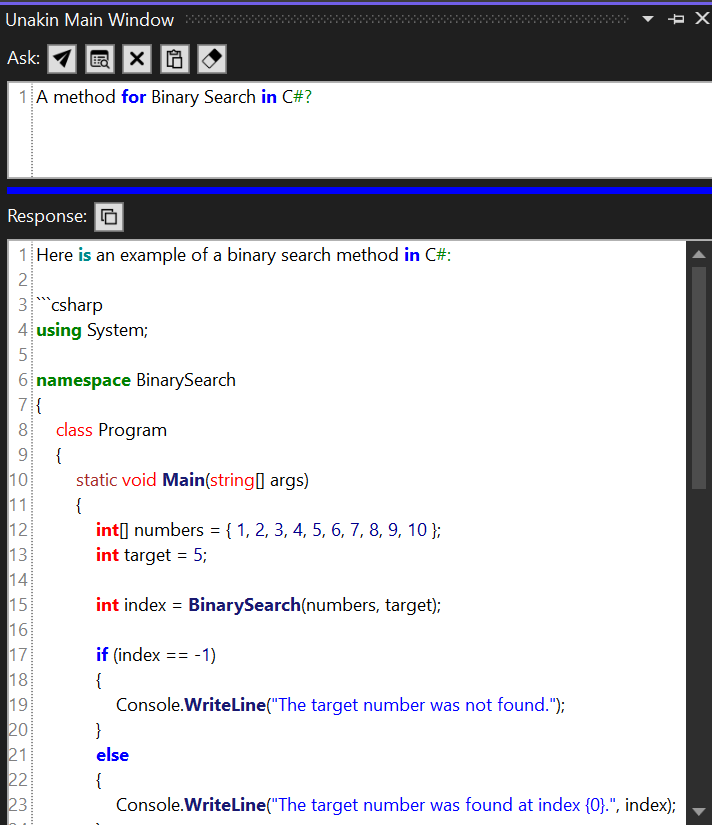 Unakin Main Window
Ask:
1 A method for Binary Search in C#?
Response:
1 Here is an example of a binary search method in C#:
2
3 ```csharp
4 using System;
5
6 namespace BinarySearch
7 {
8     class Program
9     {
10         static void Main(string[] args)
11         {
12             int[] numbers = { 1, 2, 3, 4, 5, 6, 7, 8, 9, 10 };
13             int target = 5;
14
15             int index = BinarySearch(numbers, target);
16
17             if (index == -1)
18             {
19                 Console.WriteLine("The target number was not found.");
20             }
21             else
22             {
23                 Console.WriteLine("The target number was found at index {0}.", index);